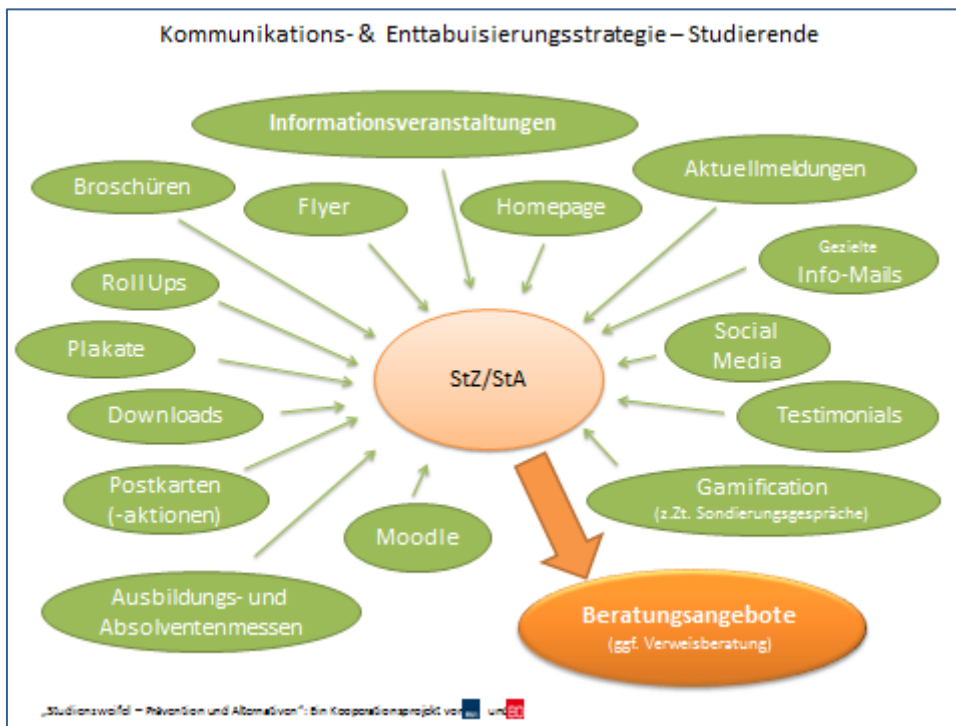 Kommunikations- & Enttabuisierungsstrategie – Studierende
Informationsveranstaltungen
Aktuellmeldungen
Broschüren
Flyer
Homepage
Gezielte
Info-Mails
Roll Ups
Social
Media
Plakate
StZ/StA
Downloads
Testimonials
Postkarten
(-aktionen)
Gamification
(z.Zt. Sondierungsgespräche)
Moodle
Ausbildungs- und
Absolventenmessen
Beratungsangebote
(ggf. Verweisberatung)
„Studienzweifel – Prävention und Alternativen“: Ein Kooperationsprojekt von und